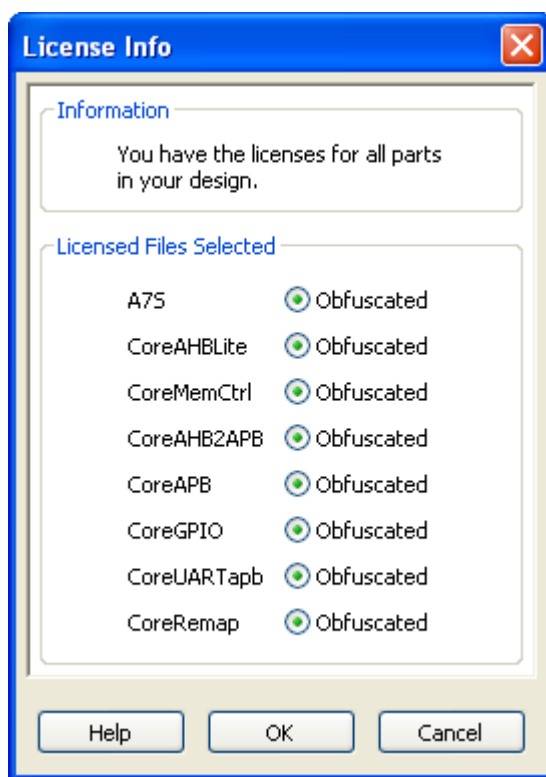 License Info
Information
You have the licenses for all parts
in your design.
Licensed Files Selected
A7S Obfuscated
CoreAHBLite Obfuscated
CoreMemCtrl Obfuscated
CoreAHB2APB Obfuscated
CoreAPB Obfuscated
CoreGPIO Obfuscated
CoreUARTapb Obfuscated
CoreRemap Obfuscated
Help OK Cancel